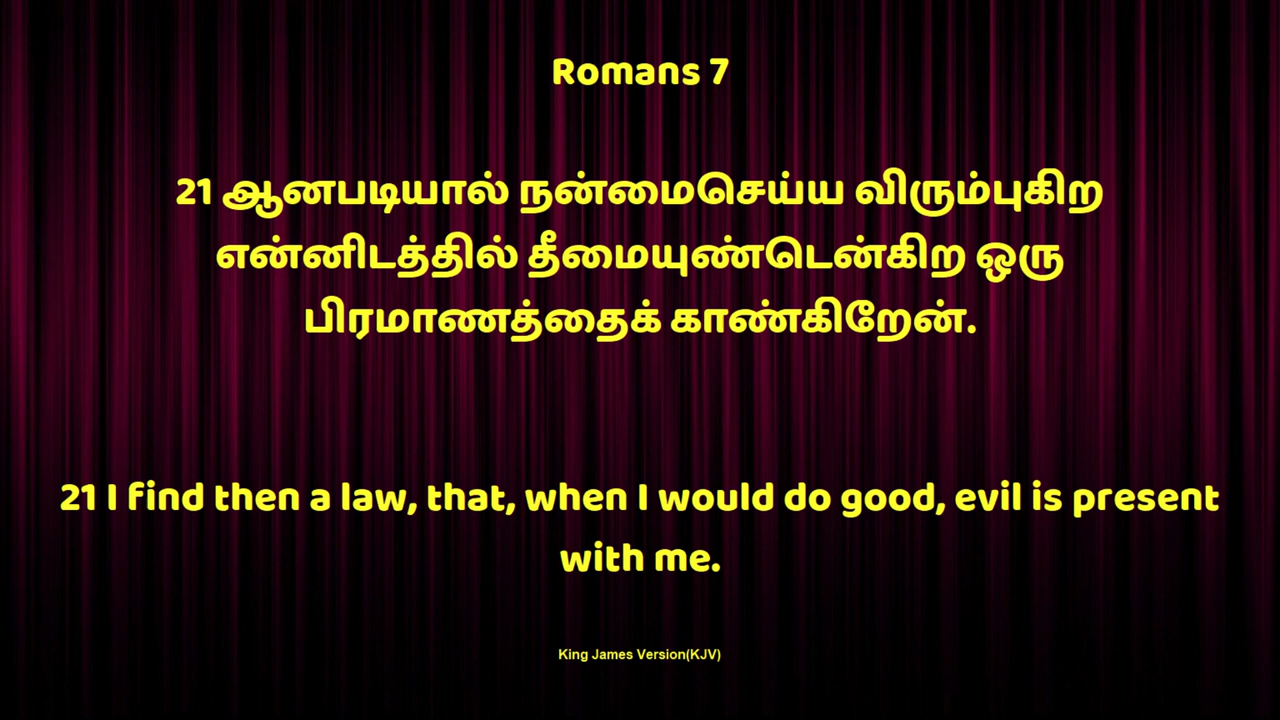 Romans 7
21 ஆனபடியால் நன்மைசெய்ய விரும்புகிற
என்னிடத்தில் தீமையுண்டென்கிற ஒரு
பிரமாணத்தைக் காண்கிறேன்.
21 I find then a law, that, when I would do good, evil is present
with me.
King James Version(KJV)